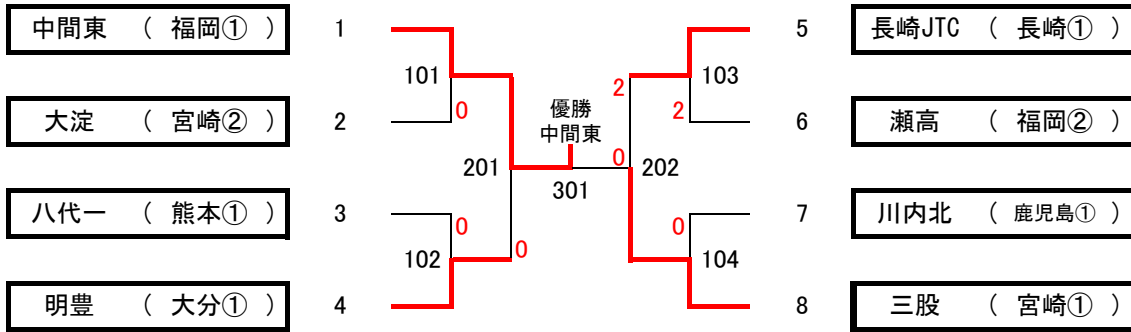 中間東 ( 福岡① ) 1
5 長崎JTC ( 長崎① )
101
2
103
0
優勝
2
大淀 ( 宮崎② ) 2
中間東
6 瀬高 ( 福岡② )
201
0
202
301
八代一 ( 熊本① ) 3
7 川内北 ( 鹿児島① )
0
0
102
0
104
明豊 ( 大分① ) 4
8 三股 ( 宮崎① )